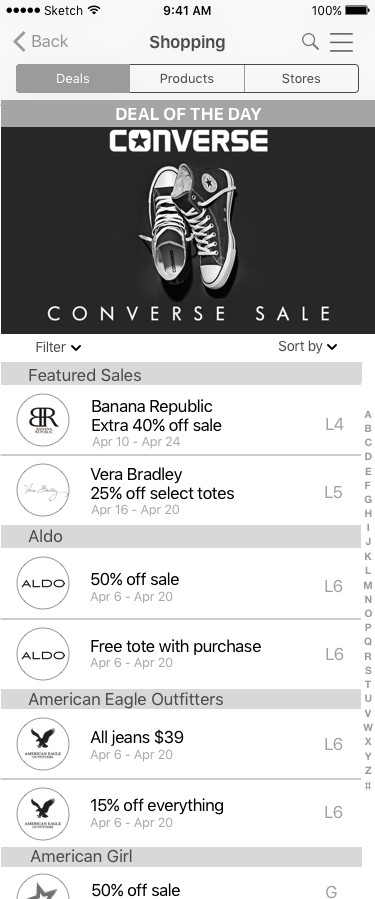 Sketch 9:41 AM 100%
Back Shopping
Deals Products Stores
DEAL OF THE DAY
CONVERSE
CONVERSE
CONVERSE SALE
Filter Sort by
Featured Sales
BR
BANANA
REPUBLIC
Banana Republic
Extra 40% off sale
Apr 10 - Apr 24
L4
Vera Bradley
Vera Bradley
25% off select totes
Apr 16 - Apr 20
L5
Aldo
ALDO
50% off sale
Apr 6 - Apr 20
L6
ALDO
Free tote with purchase
Apr 6 - Apr 20
L6
American Eagle Outfitters
AMERICAN EAGLE
OUTFITTERS
All jeans $39
Apr 6 - Apr 20
L6
AMERICAN EAGLE
OUTFITTERS
15% off everything
Apr 6 - Apr 20
L6
American Girl
50% off sale
G
A
B
C
D
E
F
G
H
I
J
K
L
M
N
O
P
Q
R
S
T
U
V
W
X
Y
Z
#